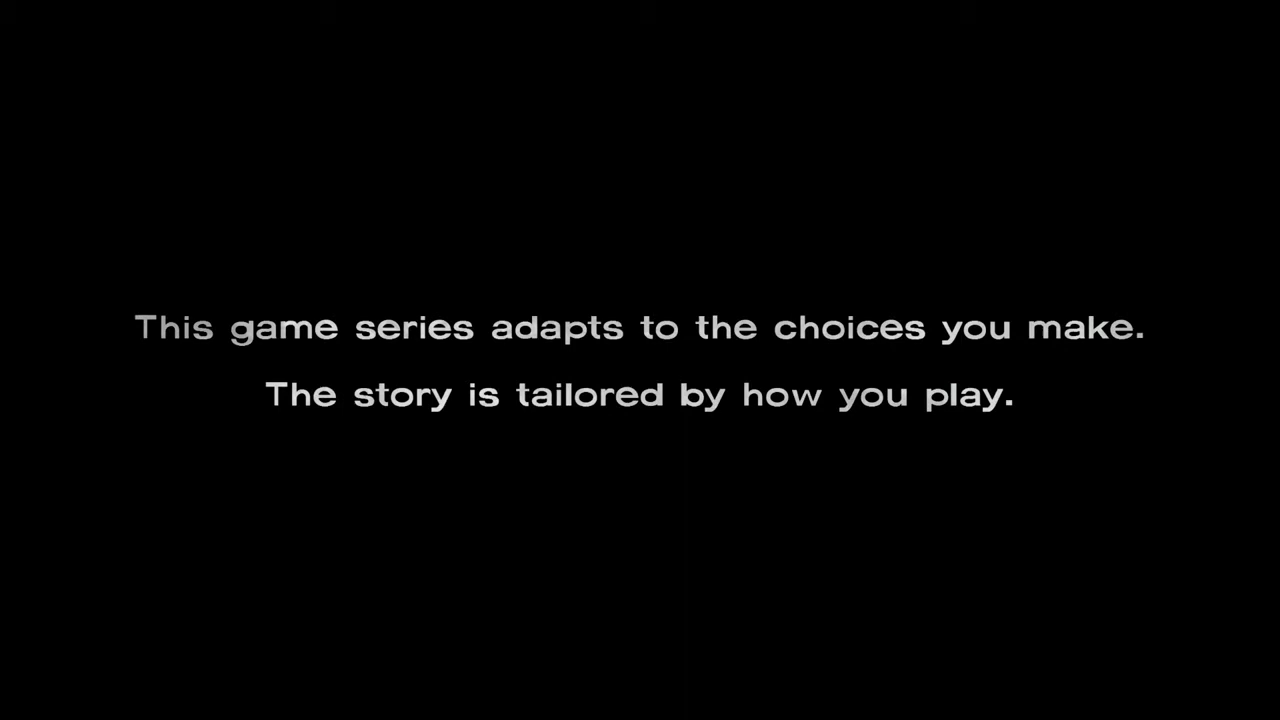 This game series adapts to the choices you make.
The story is tailored by how you play.